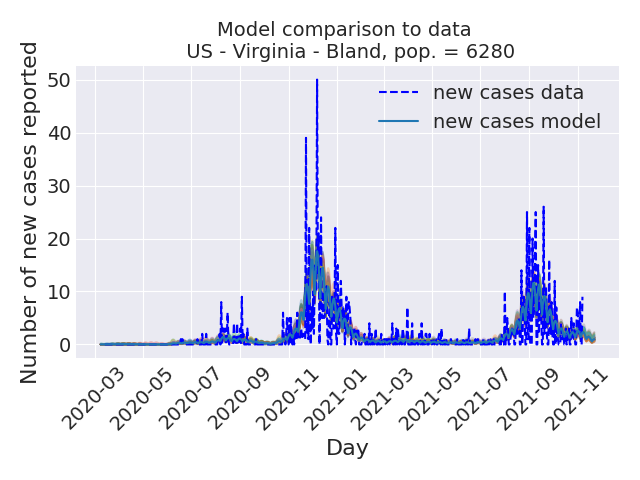 Model comparison to data
US - Virginia - Bland, pop. = 6280
Number of new cases reported
50
40
30
20
10
0
new cases data
new cases model
2020-03
2020-05
2020-07
2020-09
2020-11
2021-01
2021-03
2021-05
2021-07
2021-09
2021-11
Day